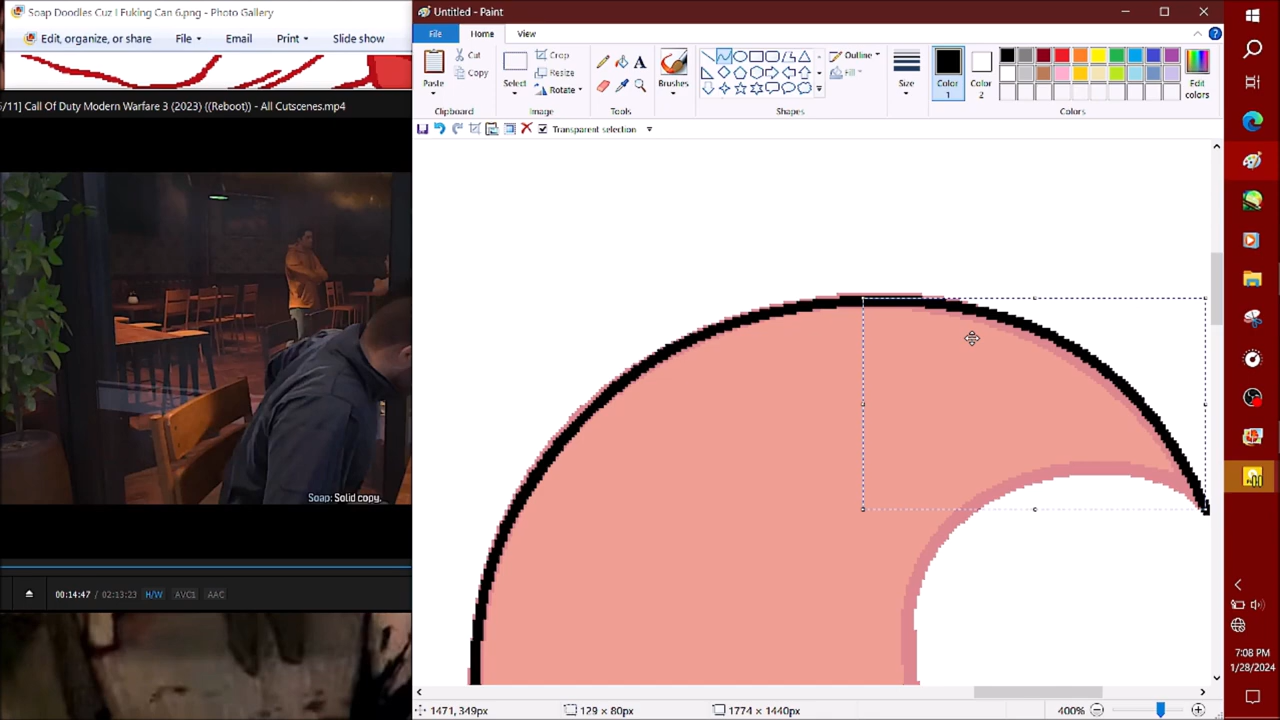 Soap Doodles Cuz I Fuking Can 6.png - Photo Gallery
Edit, organize, or share
File
Email
Print
Slide show
5/11] Call Of Duty Modern Warfare 3 (2023) ((Reboot)) - All Cutscenes.mp4
Soap: Solid copy.
00:14:47 / 02:13:23 H/W AVC1 AAC
Untitled - Paint
File Home View
Paste
Cut
Copy
Clipboard
Select
Crop
Resize
Rotate
Image
Tools
Brushes
Shapes
Outline
Fill
Size
Color 1
Color 2
Edit colors
Colors
Transparent selection
1471, 349px
129 × 80px
1774 × 1440px
400%
7:08 PM
1/28/2024